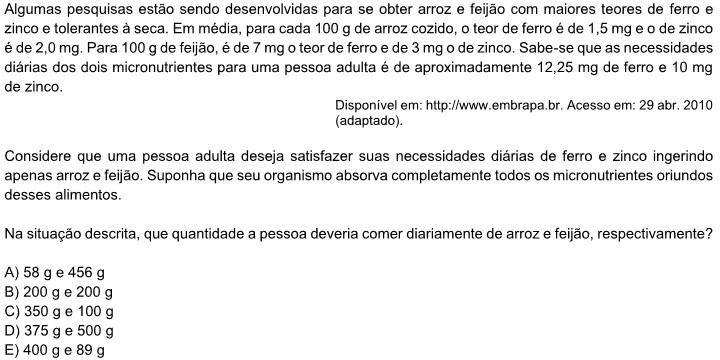 Algumas pesquisas estão sendo desenvolvidas para se obter arroz e feijão com maiores teores de ferro e
zinco e tolerantes à seca. Em média, para cada 100 g de arroz cozido, o teor de ferro é de 1,5 mg e o de zinco
é de 2,0 mg. Para 100 g de feijão, é de 7 mg o teor de ferro e de 3 mg o de zinco. Sabe-se que as necessidades
diárias dos dois micronutrientes para uma pessoa adulta é de aproximadamente 12,25 mg de ferro e 10 mg
de zinco.
Disponível em: http://www.embrapa.br. Acesso em: 29 abr. 2010
(adaptado).
Considere que uma pessoa adulta deseja satisfazer suas necessidades diárias de ferro e zinco ingerindo
apenas arroz e feijão. Suponha que seu organismo absorva completamente todos os micronutrientes oriundos
desses alimentos.
Na situação descrita, que quantidade a pessoa deveria comer diariamente de arroz e feijão, respectivamente?
A) 58 g e 456 g
B) 200 g e 200 g
C) 350 g e 100 g
D) 375 g e 500 g
E) 400 g e 89 g